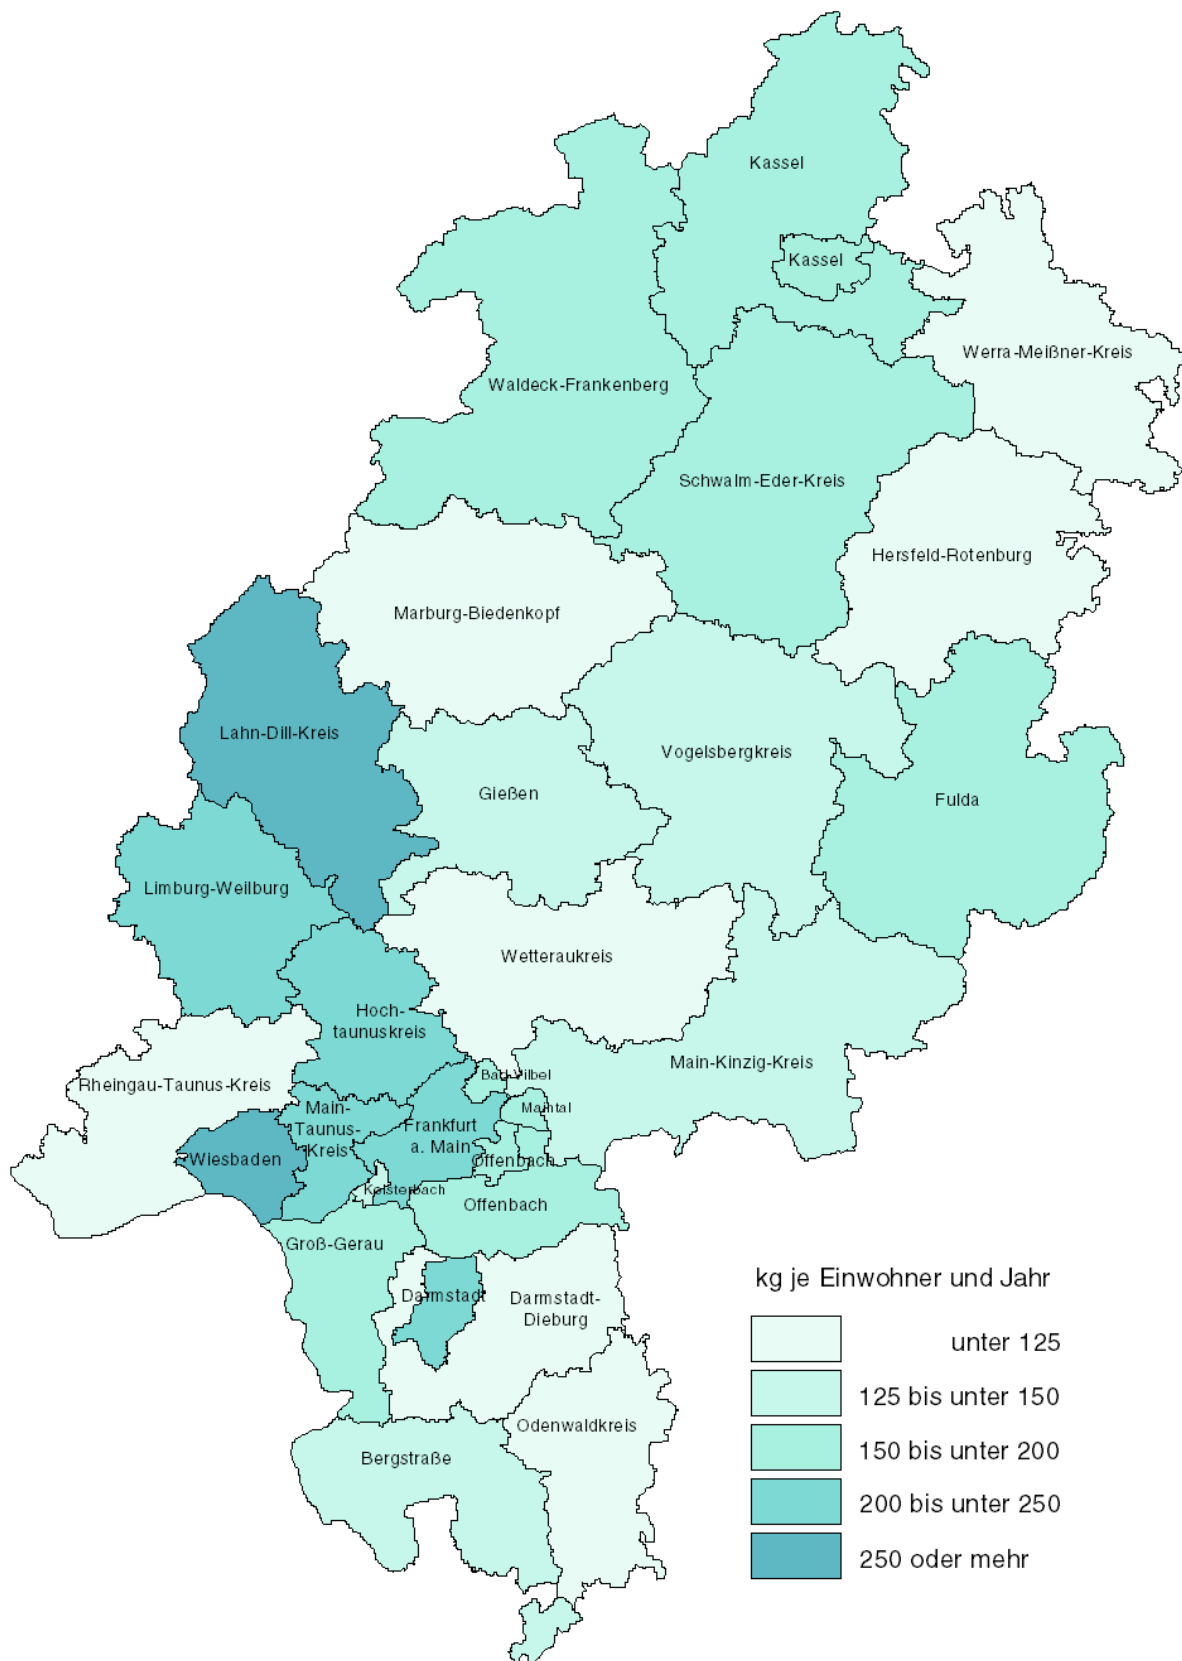 Kassel
Kassel
Werra-Meißner-Kreis
Waldeck-Frankenberg
Schwalm-Eder-Kreis
Hersfeld-Rotenburg
Marburg-Biedenkopf
Lahn-Dill-Kreis
Vogelsbergkreis
Gießen
Fulda
Limburg-Weilburg
Wetteraukreis
Hoch-
taunuskreis
Main-Kinzig-Kreis
Bad Vilbel
Rheingau-Taunus-Kreis
Main-
Taunus-
Kreis
Maintal
Frankfurt
a. Main
Wiesbaden
Offenbach
Kelsterbach
Offenbach
Groß-Gerau
Darmstadt
Darmstadt-
Dieburg
Odenwaldkreis
Bergstraße
kg je Einwohner und Jahr
unter 125
125 bis unter 150
150 bis unter 200
200 bis unter 250
250 oder mehr